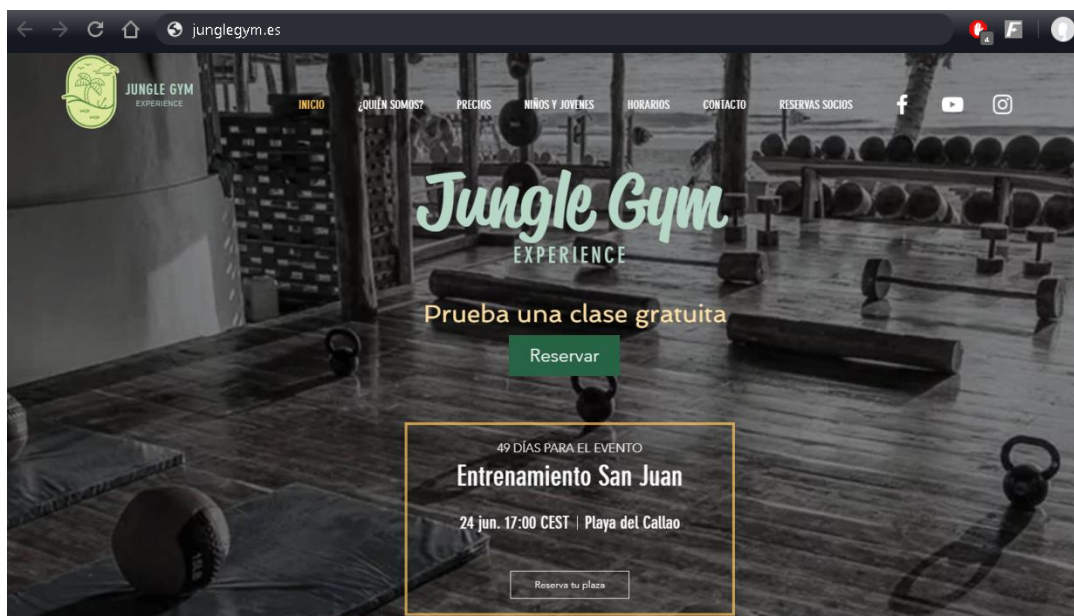 junglegym.es
JUNGLE GYM
EXPERIENCE
INICIO
¿QUIÉN SOMOS?
PRECIOS
NIÑOS Y JOVENES
HORARIOS
CONTACTO
RESERVAS SOCIOS
Jungle Gym
EXPERIENCE
Prueba una clase gratuita
Reservar
49 DÍAS PARA EL EVENTO
Entrenamiento San Juan
24 jun. 17:00 CEST | Playa del Callao
Reserva tu plaza